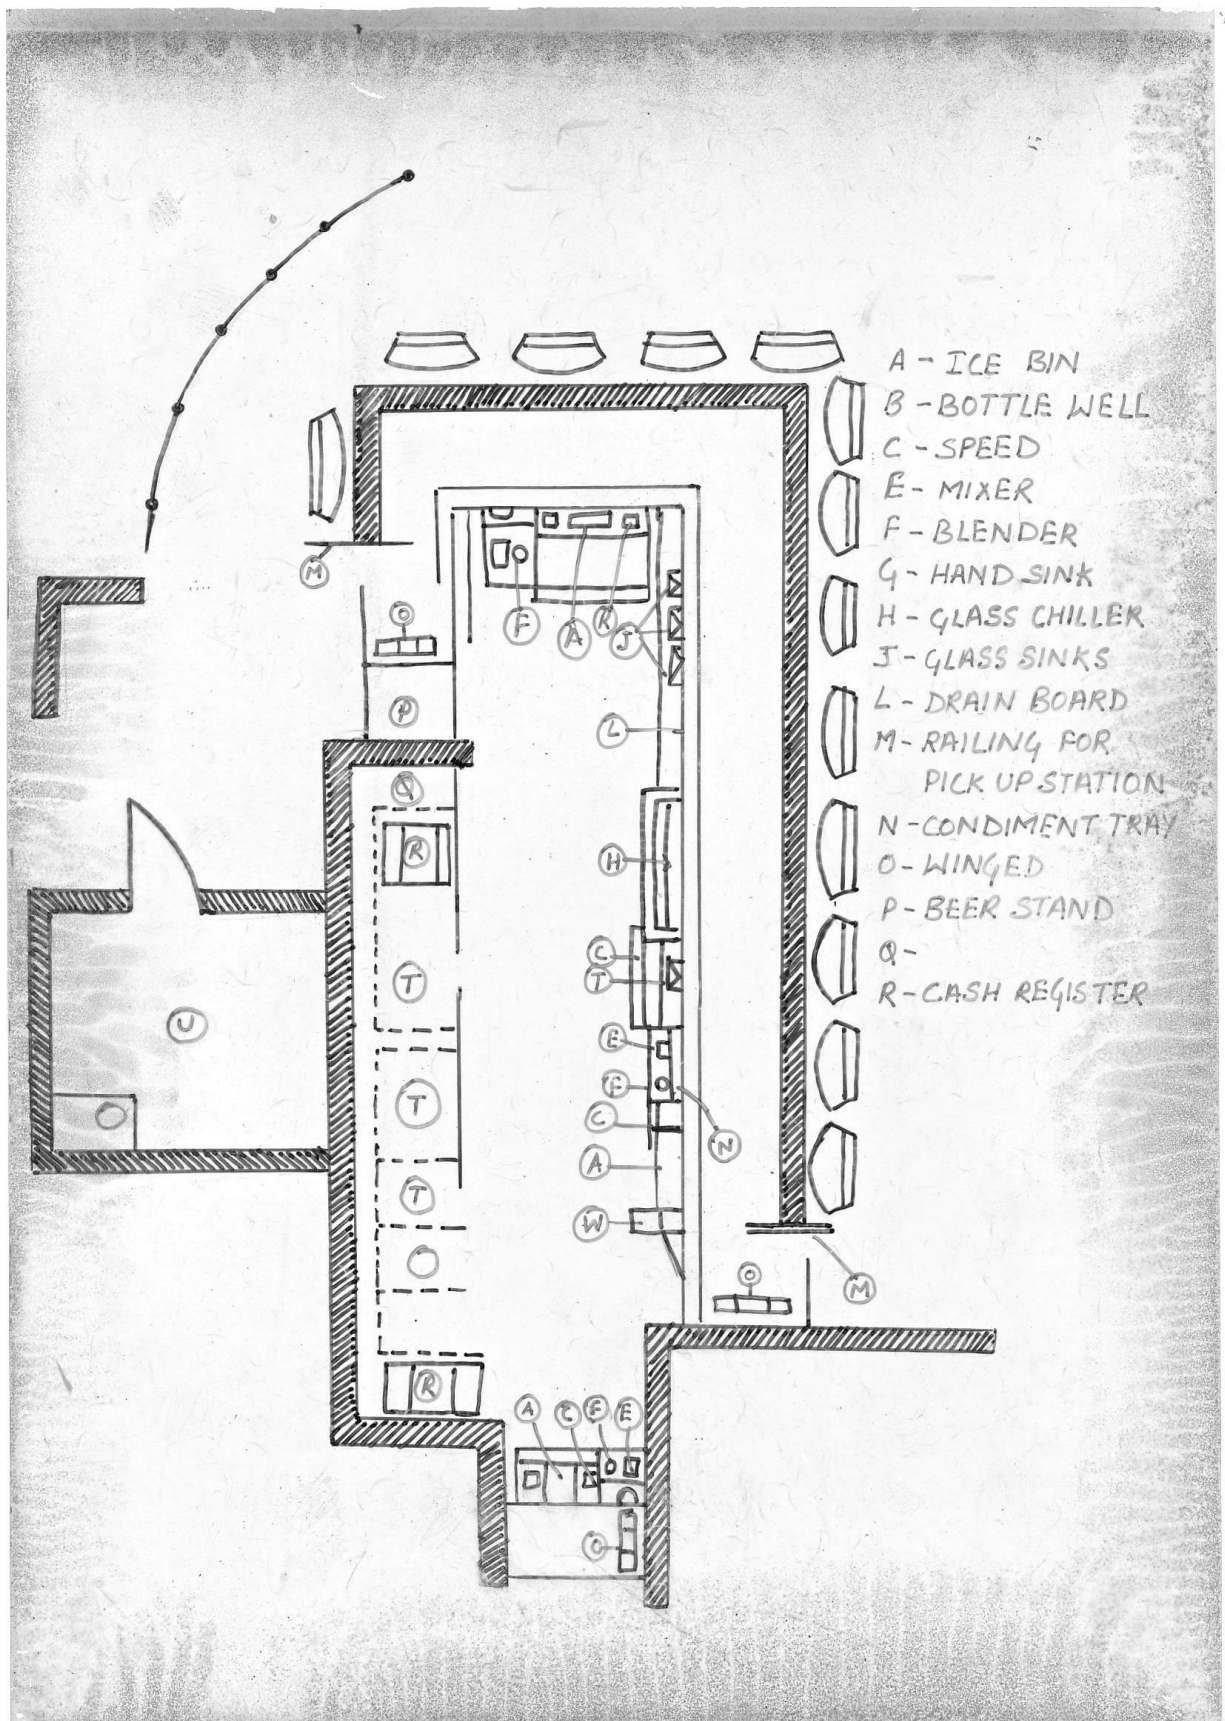 A - ICE BIN
B - BOTTLE WELL
C - SPEED
E - MIXER
F - BLENDER
G - HAND SINK
H - GLASS CHILLER
J - GLASS SINKS
L - DRAIN BOARD
M - RAILING FOR
PICK UP STATION
N - CONDIMENT TRAY
O - WINGED
P - BEER STAND
Q -
R - CASH REGISTER
M
O
F
A
R
J
P
L
Q
R
H
C
T
T
U
E
F
T
C
N
A
T
W
O
M
R
A
C
F
E
O